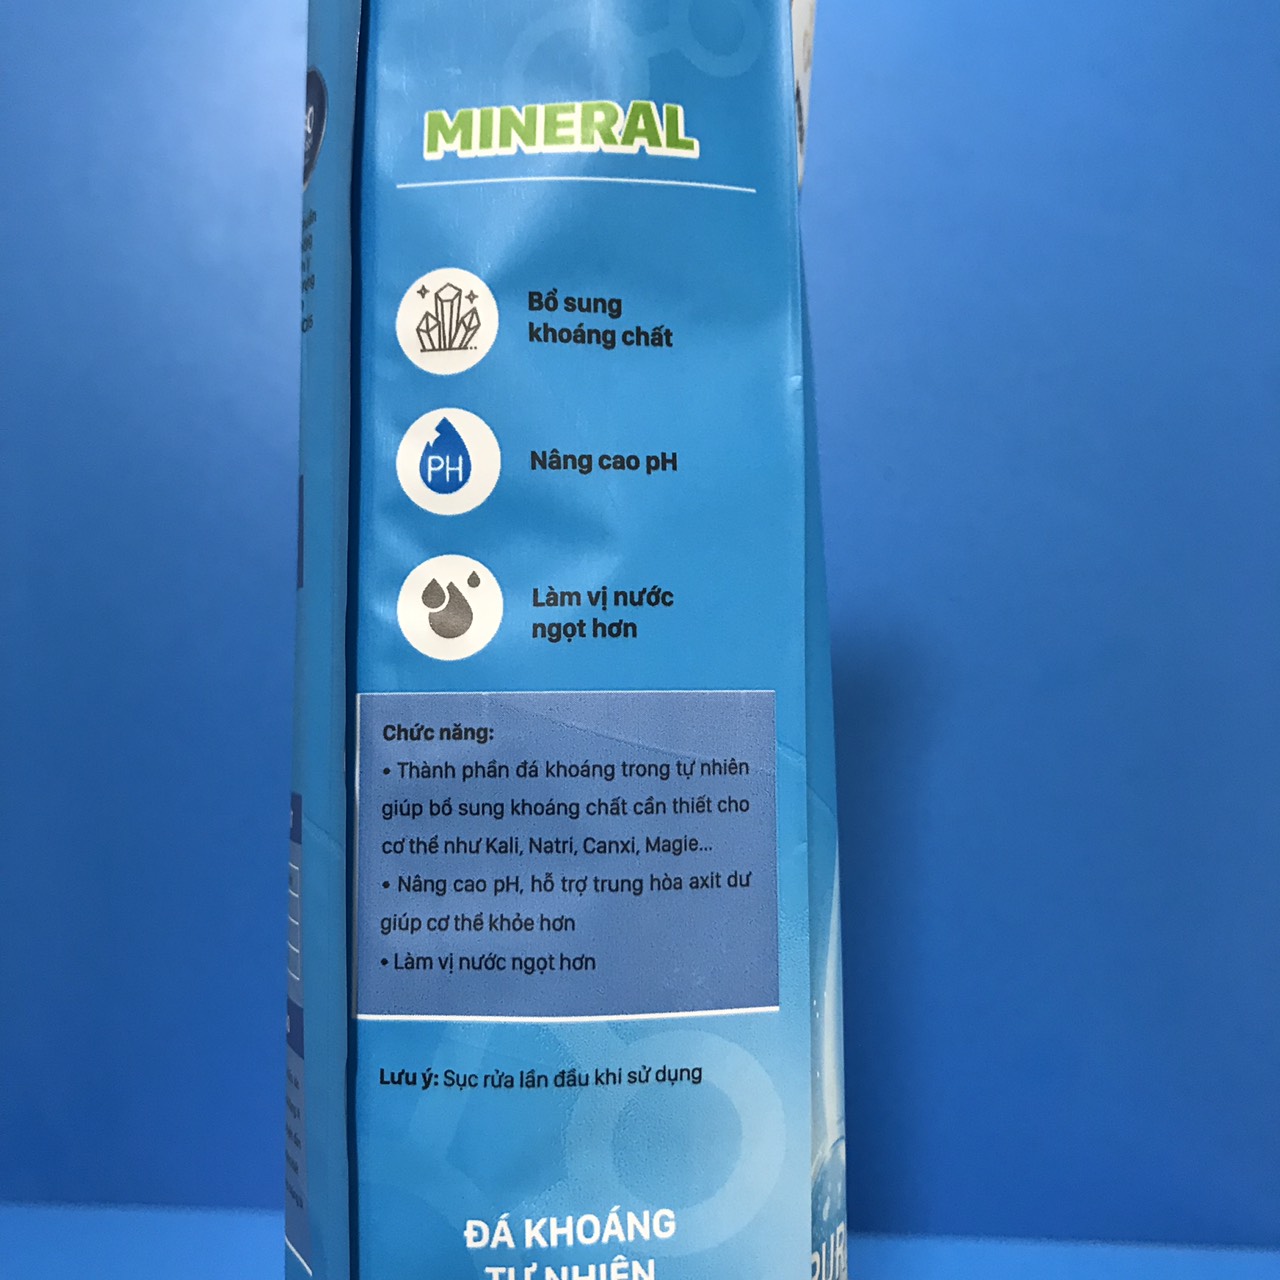 MINERAL
Bổ sung
khoáng chất
PH
Nâng cao pH
Làm vị nước
ngọt hơn
Chức năng:
• Thành phần đá khoáng trong tự nhiên
giúp bổ sung khoáng chất cần thiết cho
cơ thể như Kali, Natri, Canxi, Magie...
• Nâng cao pH, hỗ trợ trung hòa axit dư
giúp cơ thể khỏe hơn
• Làm vị nước ngọt hơn
Lưu ý: Sục rửa lần đầu khi sử dụng
ĐÁ KHOÁNG
TỰ NHIÊN